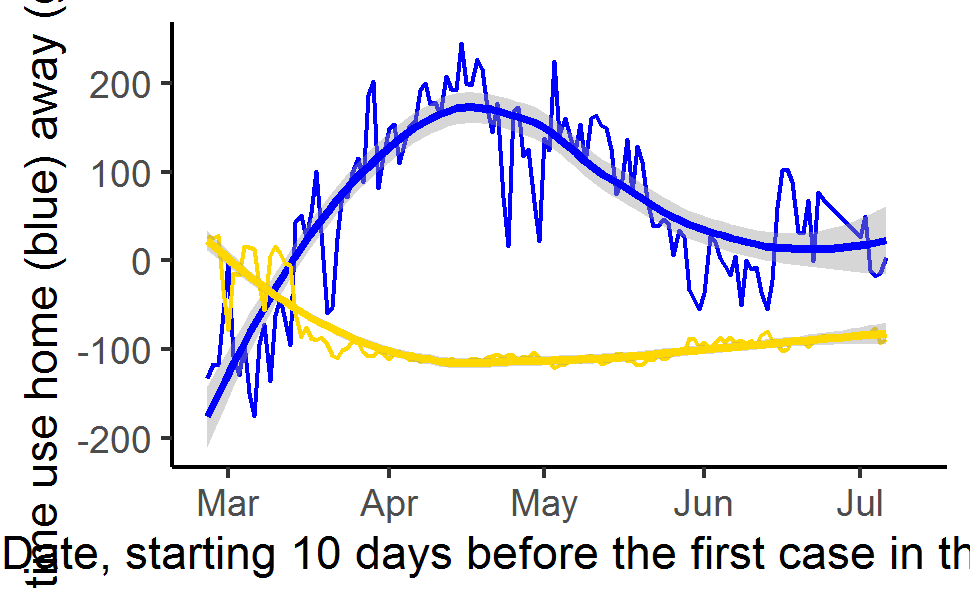 time use home (blue) away (
200
100
0
-100
-200
Mar Apr May Jun Jul
Date, starting 10 days before the first case in th